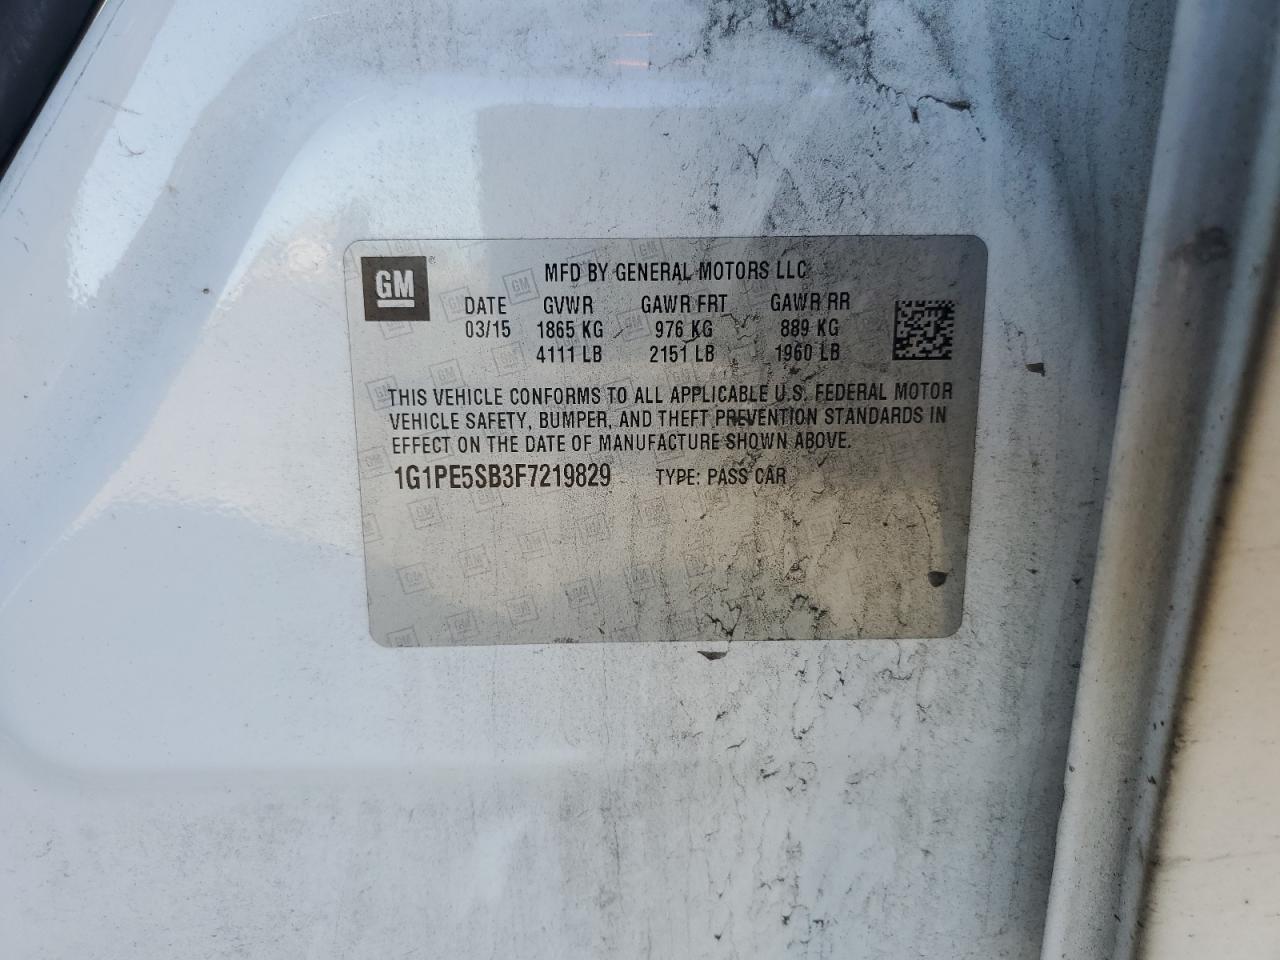 GM
MFD BY GENERAL MOTORS LLC
DATE GVWR GAWR FRT GAWR RR
03/15 1865 KG 976 KG 889 KG
4111 LB 2151 LB 1960 LB
THIS VEHICLE CONFORMS TO ALL APPLICABLE U.S. FEDERAL MOTOR
VEHICLE SAFETY, BUMPER, AND THEFT PREVENTION STANDARDS IN
EFFECT ON THE DATE OF MANUFACTURE SHOWN ABOVE.
1G1PE5SB3F7219829 TYPE: PASS CAR